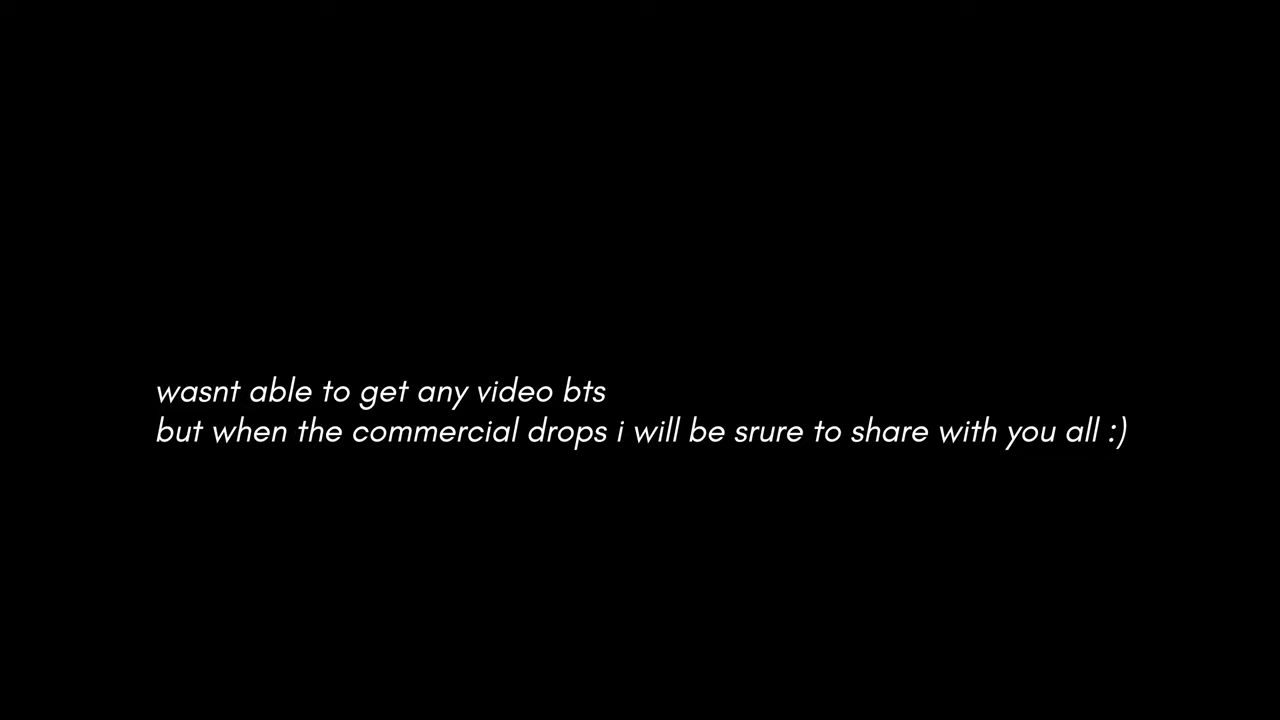 wasnt able to get any video bts
but when the commercial drops i will be srure to share with you all :)